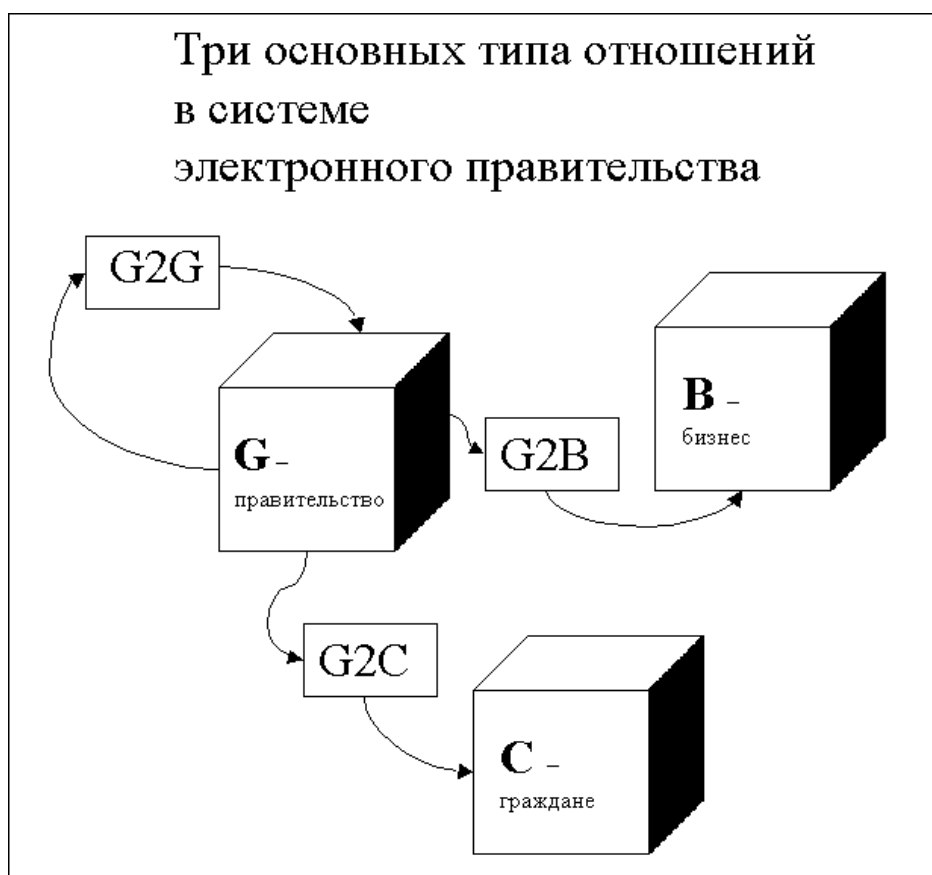 Три основных типа отношений
в системе
электронного правительства
G2G
G –
правительство
G2B
B –
бизнес
G2C
C –
граждане